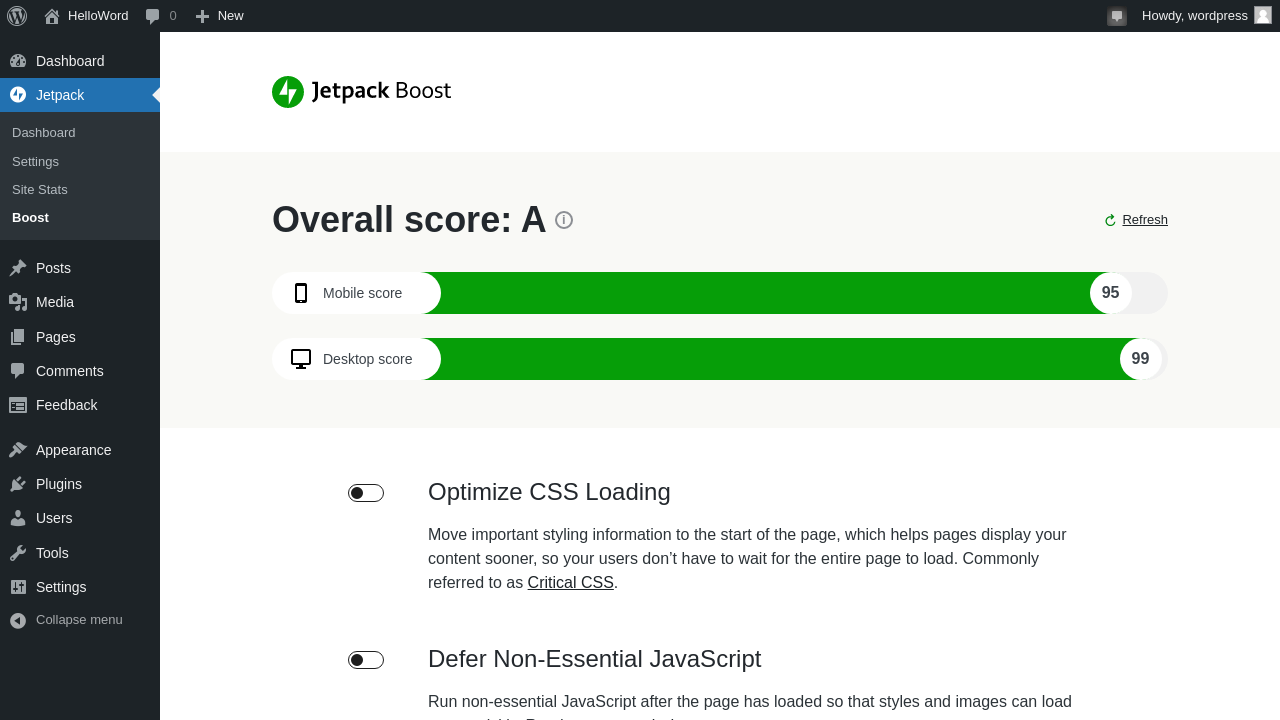 HelloWord
0
New
Howdy, wordpress
Dashboard
Jetpack
Dashboard
Settings
Site Stats
Boost
Posts
Media
Pages
Comments
Feedback
Appearance
Plugins
Users
Tools
Settings
Collapse menu
Jetpack Boost
Overall score: A
Refresh
Mobile score
95
Desktop score
99
Optimize CSS Loading
Move important styling information to the start of the page, which helps pages display your
content sooner, so your users don’t have to wait for the entire page to load. Commonly
referred to as Critical CSS.
Defer Non-Essential JavaScript
Run non-essential JavaScript after the page has loaded so that styles and images can load